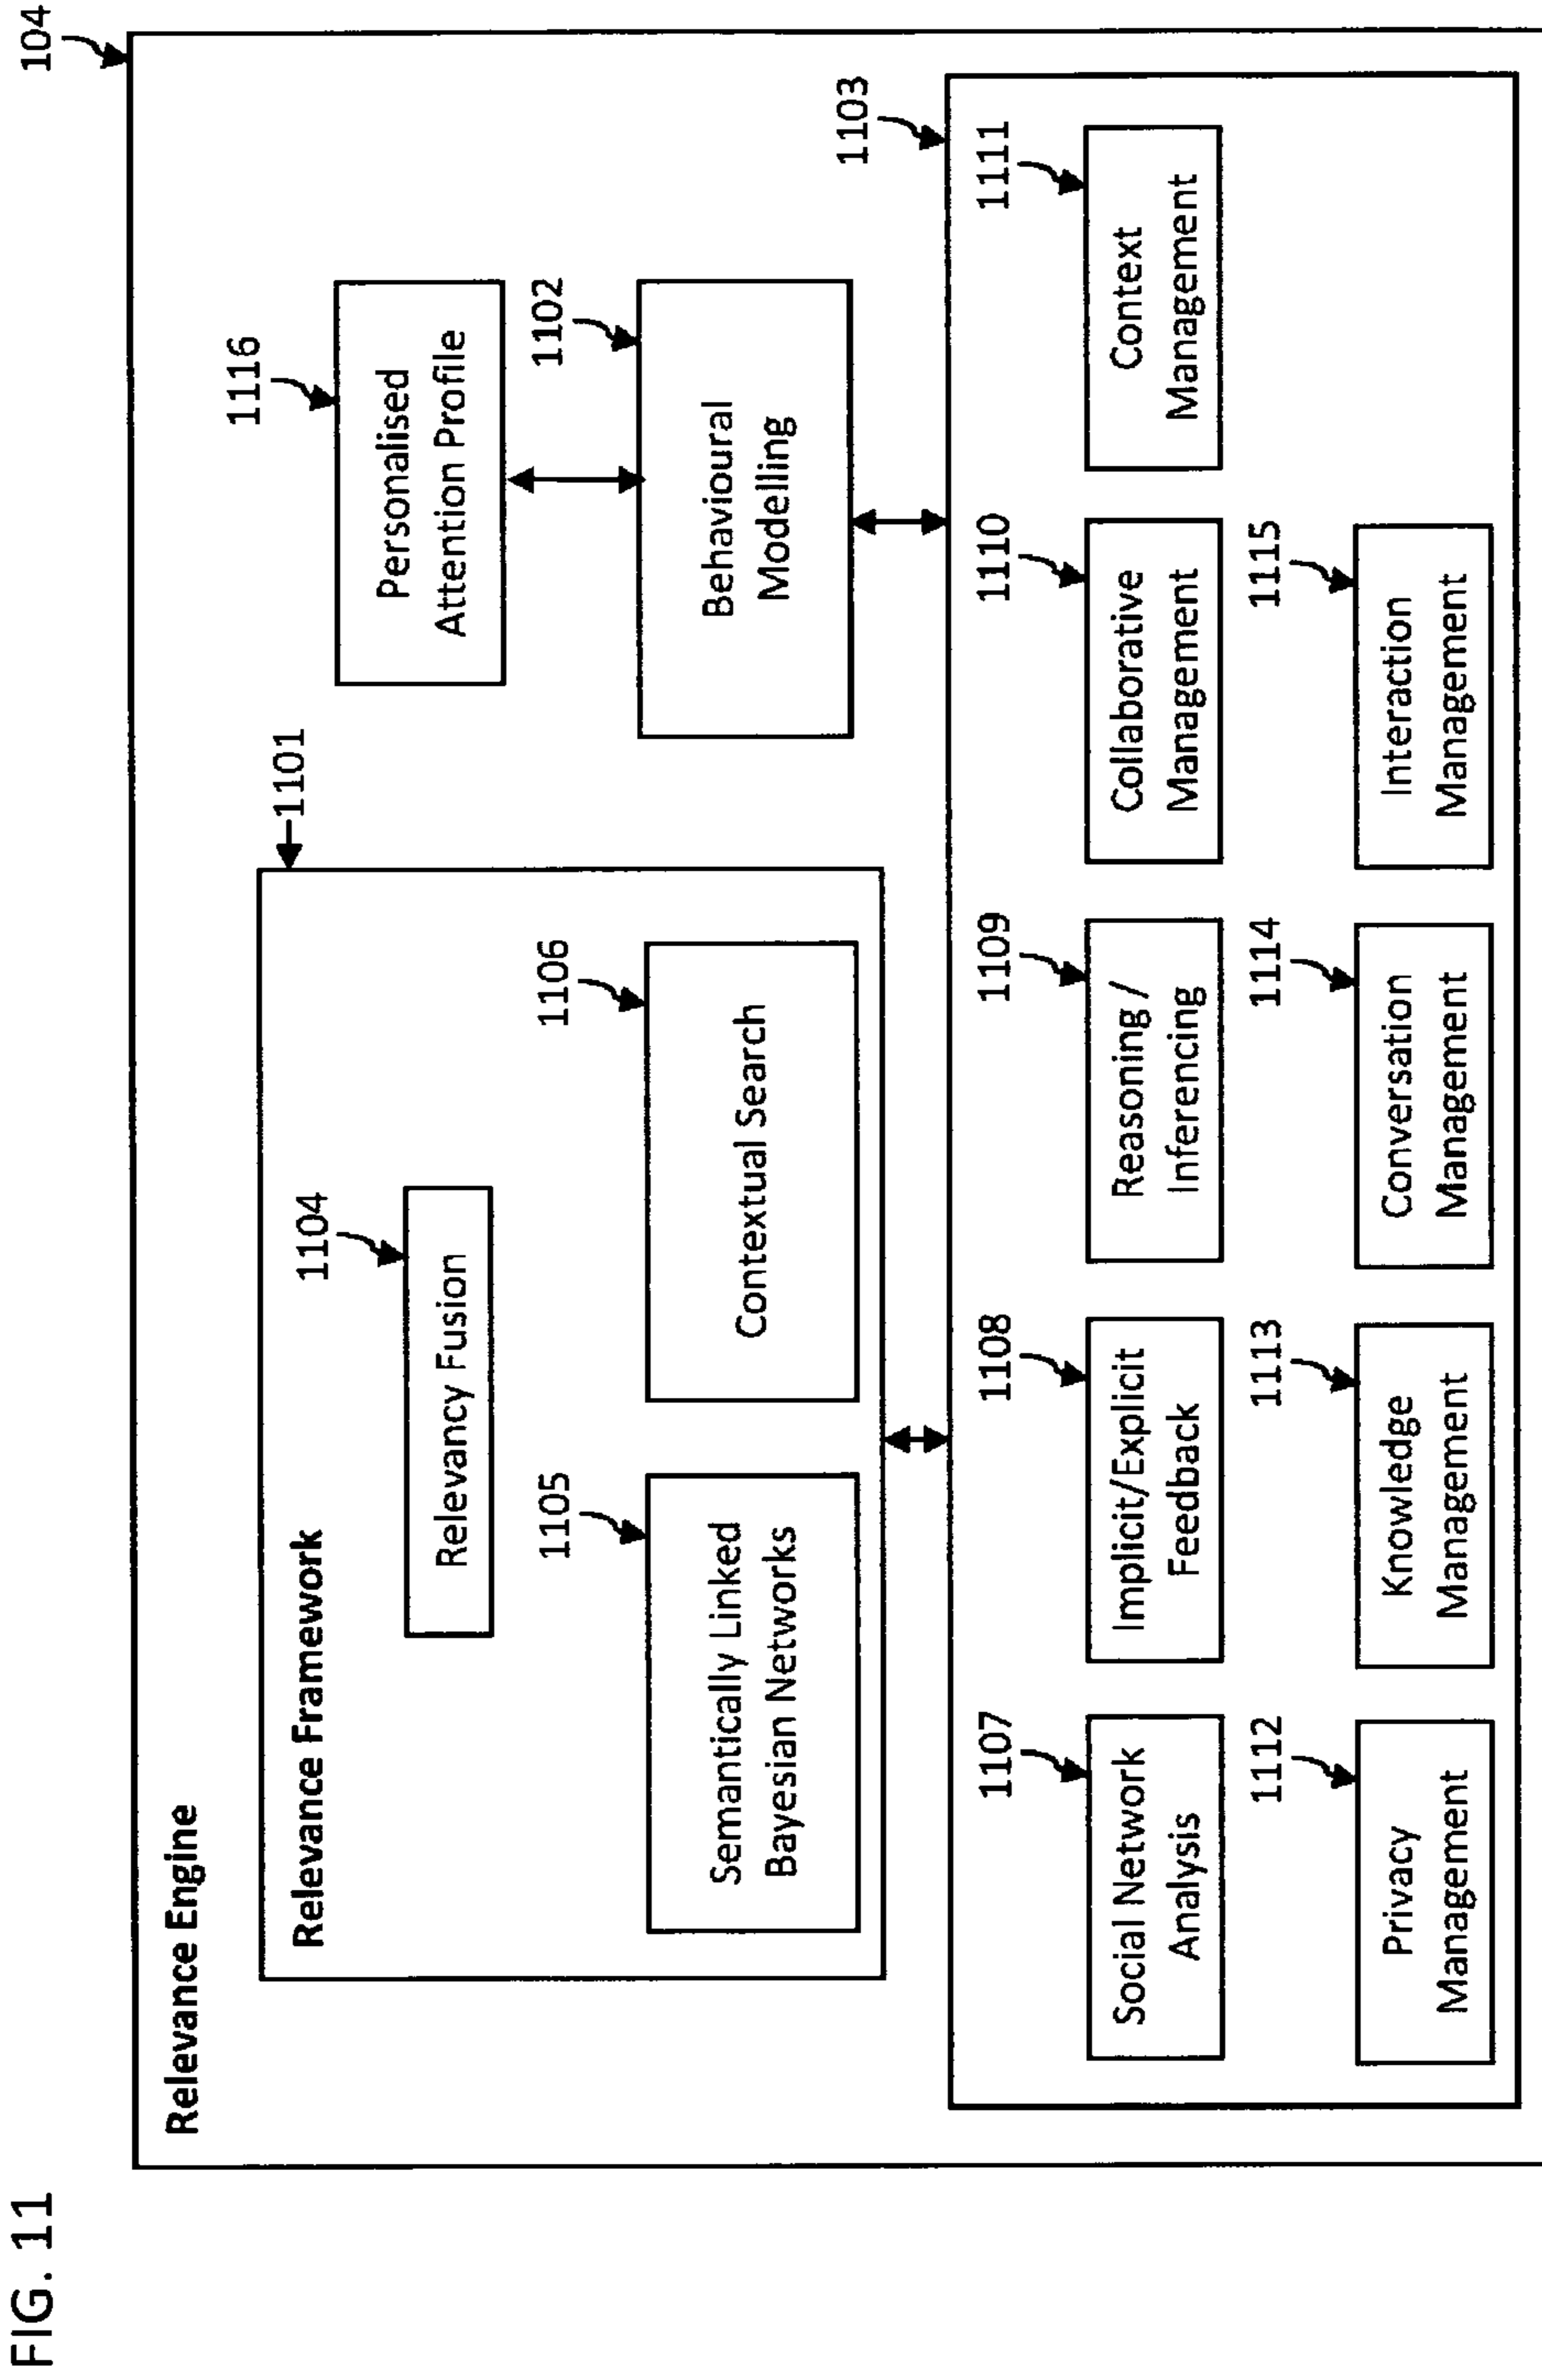 FIG. 11
104
Relevance Engine
1101
Relevance Framework
1104
Relevancy Fusion
1105
Semantically Linked
Bayesian Networks
1106
Contextual Search
1116
Personalised
Attention Profile
1102
Behavioural
Modelling
1103
1107
Social Network
Analysis
1108
Implicit/Explicit
Feedback
1109
Reasoning /
Inferencing
1110
Collaborative
Management
1111
Context
Management
1112
Privacy
Management
1113
Knowledge
Management
1114
Conversation
Management
1115
Interaction
Management